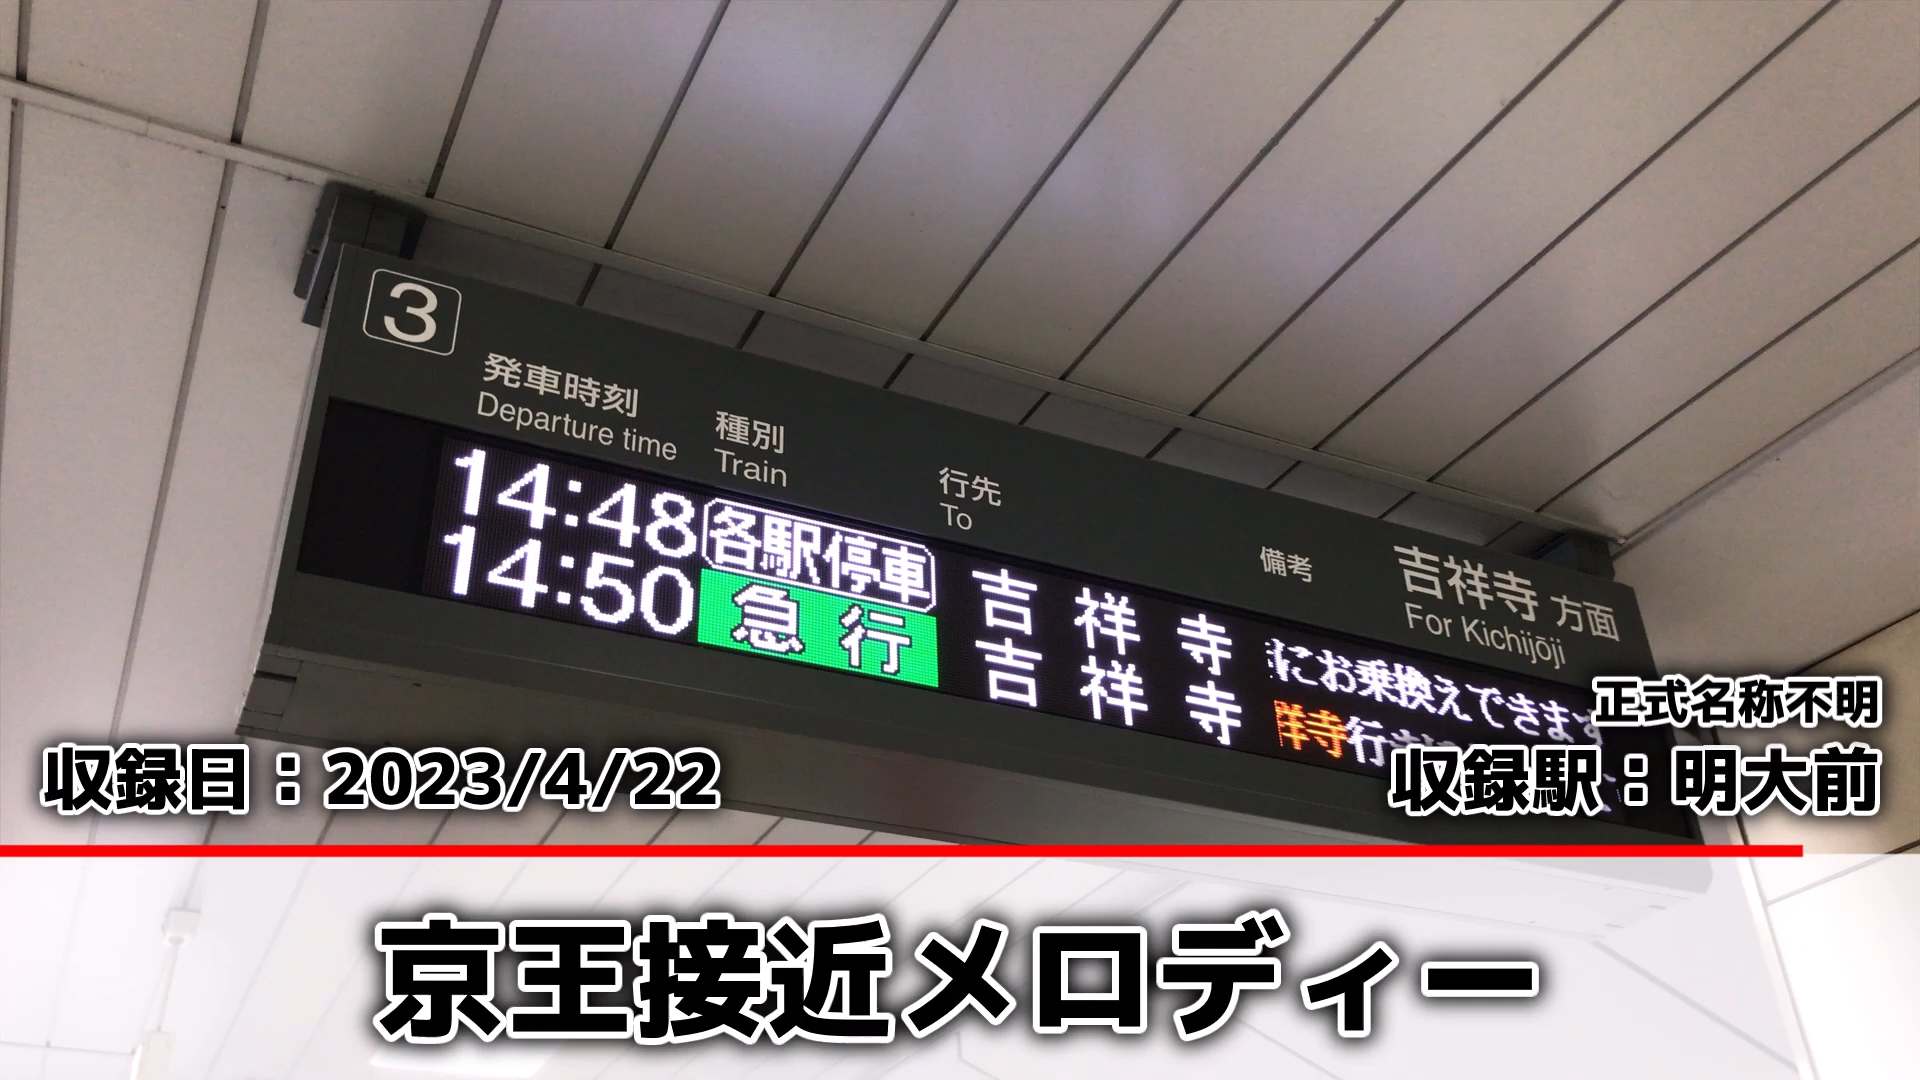 3
発車時刻
Departure time
種別
Train
行先
To
備考
吉祥寺 方面
For Kichijōji
14:48 各駅停車 吉祥寺 にお乗換えできます
14:50 急行 吉祥寺 祥寺行
正式名称不明
収録日：2023/4/22
収録駅：明大前
京王接近メロディー